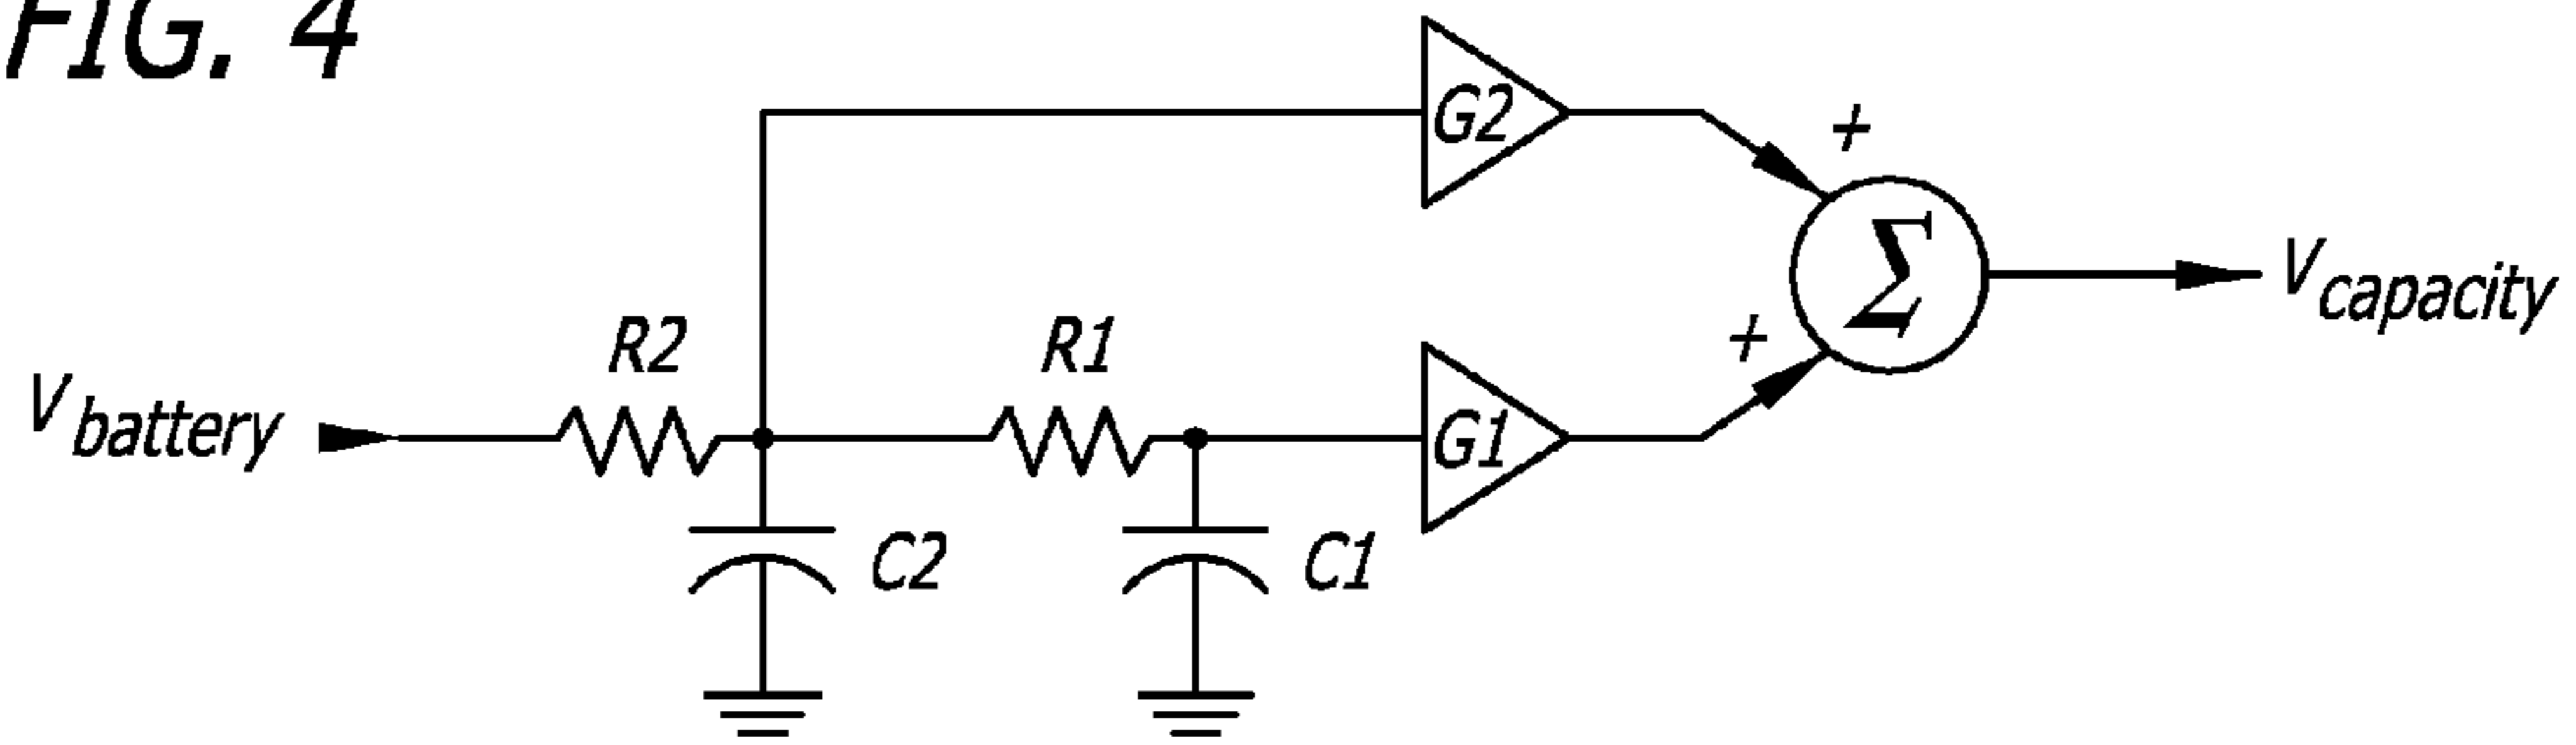 FIG. 4
G2
+
Σ
V capacity
+
R2
R1
V battery
G1
C2
C1